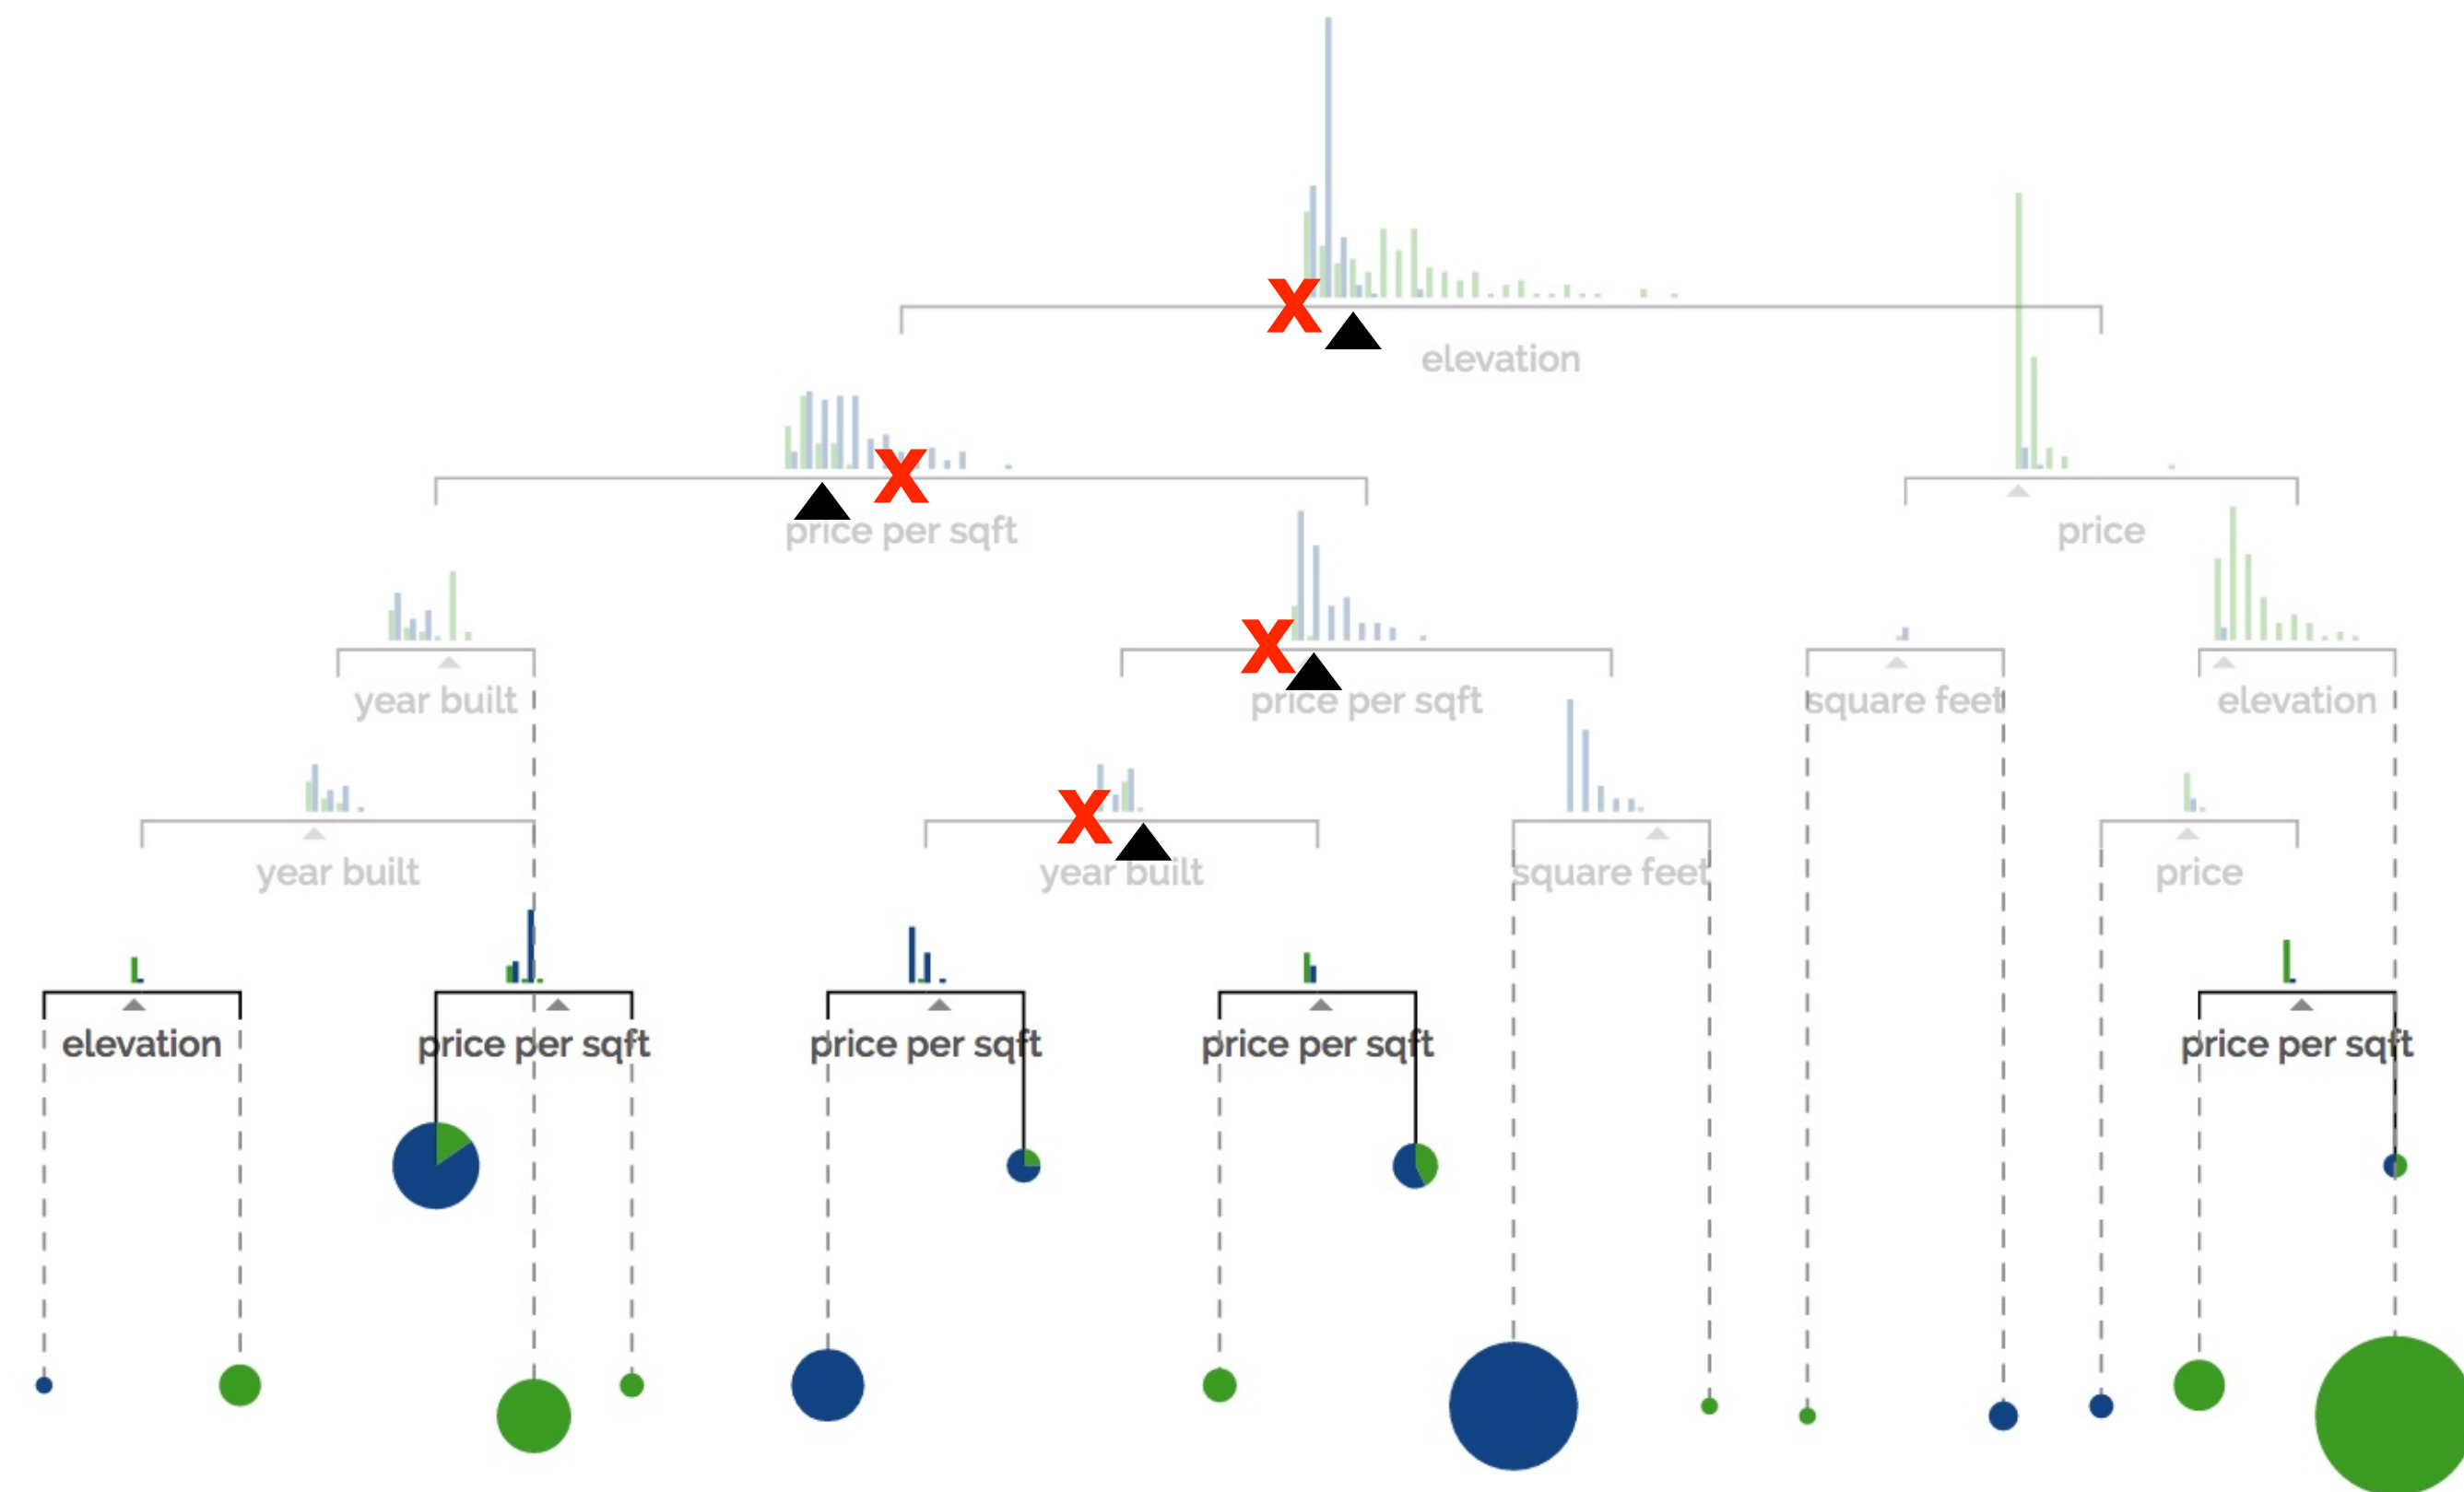 X
elevation
X
price per sqft
price
X
year built
price per sqft
square feet
elevation
X
year built
year built
square feet
price
elevation
price per sqft
price per sqft
price per sqft
price per sqft